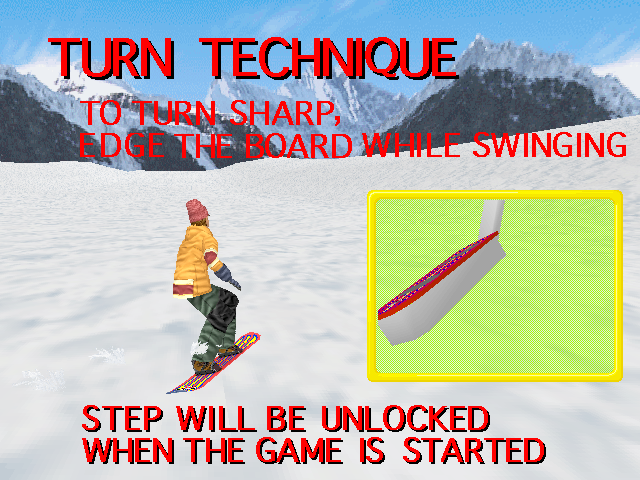 TURN TECHNIQUE
TO TURN SHARP,
EDGE THE BOARD WHILE SWINGING
STEP WILL BE UNLOCKED
WHEN THE GAME IS STARTED